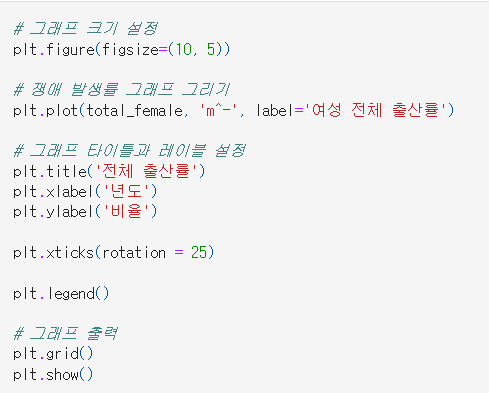 # 그래프 크기 설정
plt.figure(figsize=(10, 5))
# 쟁애 발생률 그래프 그리기
plt.plot(total_female, 'm^-', label='여성 전체 출산률')
# 그래프 타이틀과 레이블 설정
plt.title('전체 출산률')
plt.xlabel('년도')
plt.ylabel('비율')
plt.xticks(rotation = 25)
plt.legend()
# 그래프 출력
plt.grid()
plt.show()